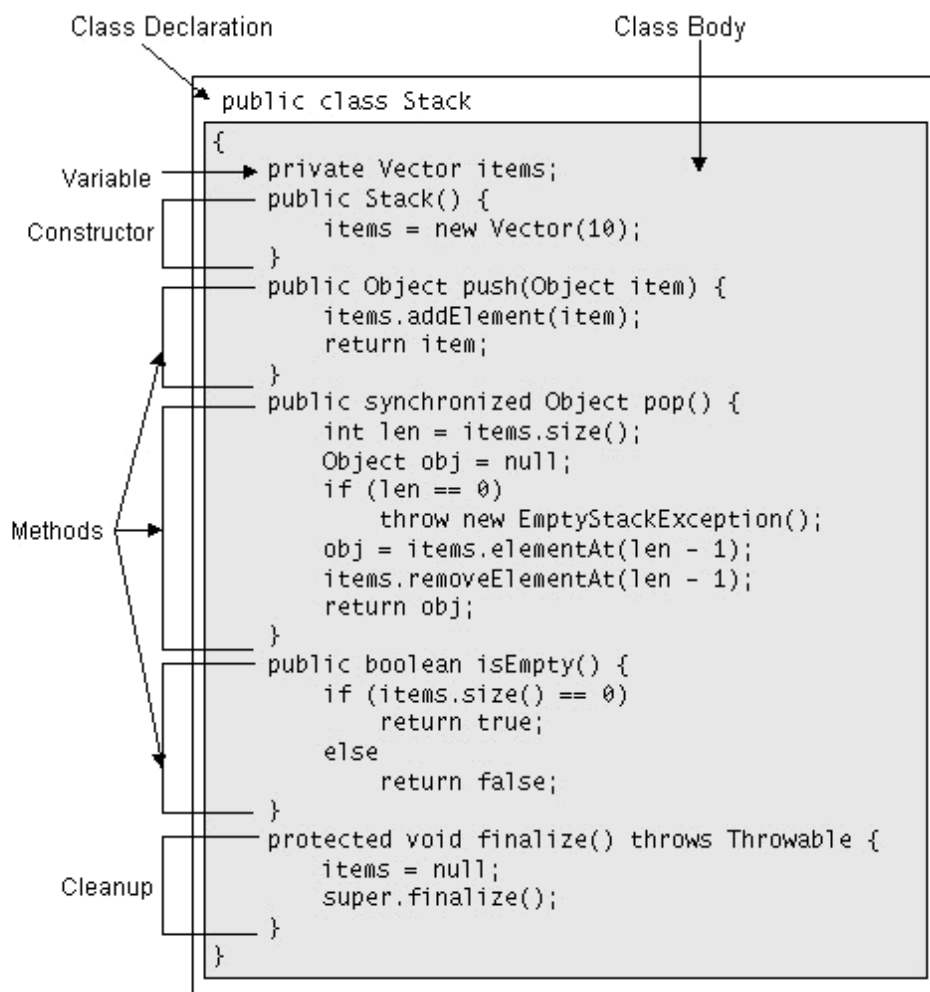 Class Declaration
Class Body
public class Stack
{
Variable
private Vector items;
Constructor
public Stack() {
items = new Vector(10);
}
Methods
public Object push(Object item) {
items.addElement(item);
return item;
}
public synchronized Object pop() {
int len = items.size();
Object obj = null;
if (len == 0)
throw new EmptyStackException();
obj = items.elementAt(len - 1);
items.removeElementAt(len - 1);
return obj;
}
public boolean isEmpty() {
if (items.size() == 0)
return true;
else
return false;
}
Cleanup
protected void finalize() throws Throwable {
items = null;
super.finalize();
}
}